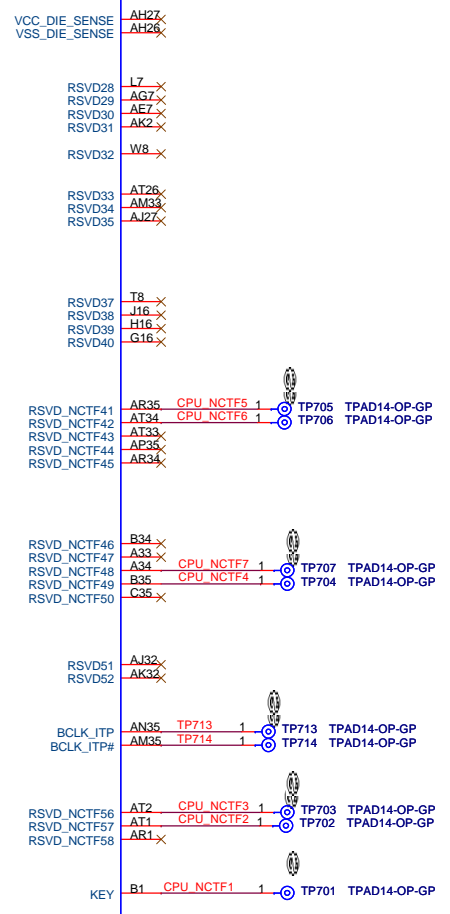 VCC_DIE_SENSE AH27
VSS_DIE_SENSE AH26
RSVD28 L7
RSVD29 AG7
RSVD30 AE7
RSVD31 AK2
RSVD32 W8
RSVD33 AT26
RSVD34 AM33
RSVD35 AJ27
RSVD37 T8
RSVD38 J16
RSVD39 H16
RSVD40 G16
RSVD_NCTF41 AR35 CPU_NCTF5 1 TP705 TPAD14-OP-GP
RSVD_NCTF42 AT34 CPU_NCTF6 1 TP706 TPAD14-OP-GP
RSVD_NCTF43 AT33
RSVD_NCTF44 AP35
RSVD_NCTF45 AR34
RSVD_NCTF46 B34
RSVD_NCTF47 A33
RSVD_NCTF48 A34 CPU_NCTF7 1 TP707 TPAD14-OP-GP
RSVD_NCTF49 B35 CPU_NCTF4 1 TP704 TPAD14-OP-GP
RSVD_NCTF50 C35
RSVD51 AJ32
RSVD52 AK32
BCLK_ITP AN35 TP713 1 TP713 TPAD14-OP-GP
BCLK_ITP# AM35 TP714 1 TP714 TPAD14-OP-GP
RSVD_NCTF56 AT2 CPU_NCTF3 1 TP703 TPAD14-OP-GP
RSVD_NCTF57 AT1 CPU_NCTF2 1 TP702 TPAD14-OP-GP
RSVD_NCTF58 AR1
KEY B1 CPU_NCTF1 1 TP701 TPAD14-OP-GP